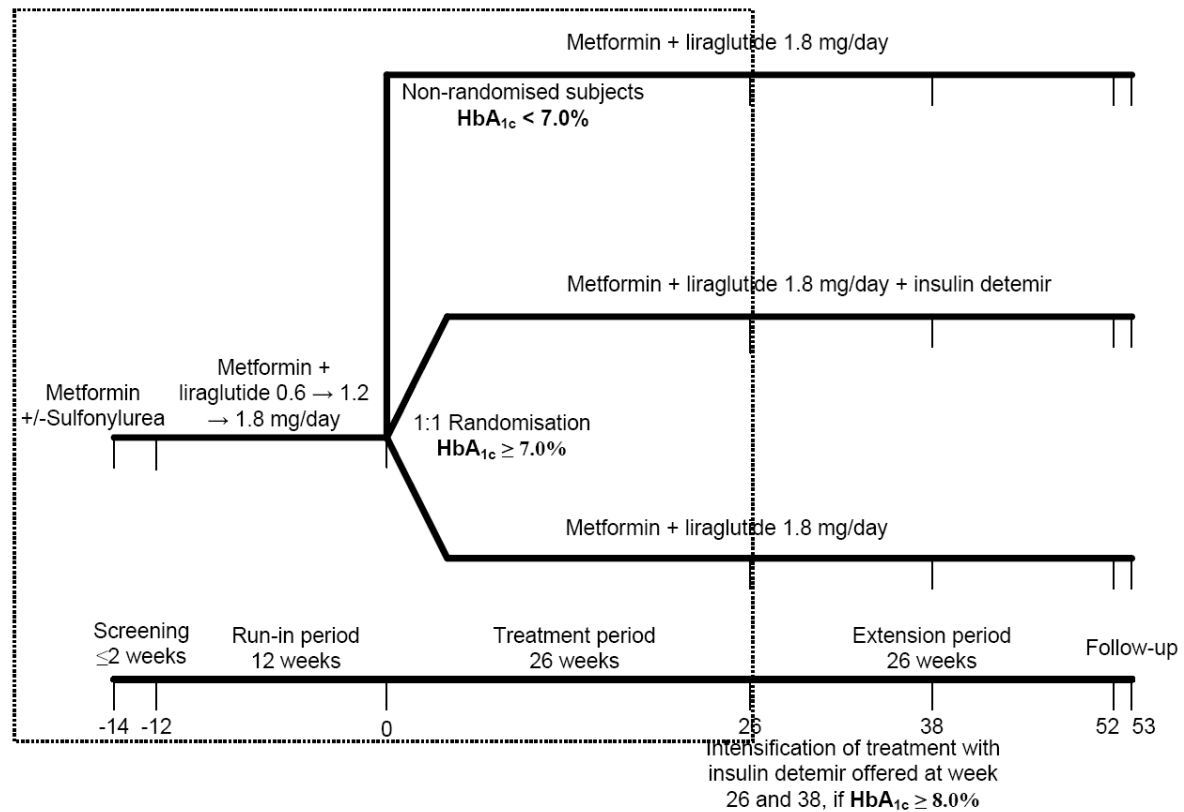 Metformin + liraglutide 1.8 mg/day
Non-randomised subjects
HbA1c < 7.0%
Metformin + liraglutide 1.8 mg/day + insulin detemir
Metformin
+/-Sulfonylurea
Metformin +
liraglutide 0.6 → 1.2
→ 1.8 mg/day
1:1 Randomisation
HbA1c ≥ 7.0%
Metformin + liraglutide 1.8 mg/day
Screening
≤2 weeks
Run-in period
12 weeks
Treatment period
26 weeks
Extension period
26 weeks
Follow-up
-14 -12 0 26 38 52 53
Intensification of treatment with
insulin detemir offered at week
26 and 38, if HbA1c ≥ 8.0%